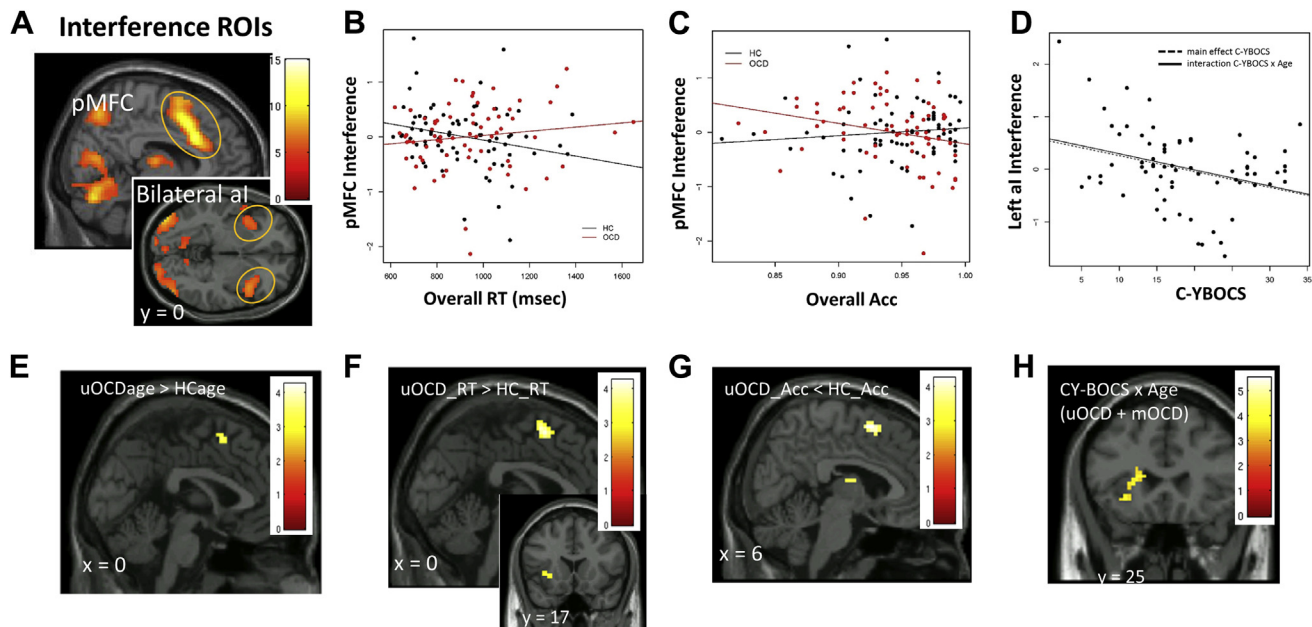 A
Interference ROIs
pMFC
15
10
5
0
Bilateral aI
y = 0
B
pMFC Interference
2
1
0
-1
-2
HC
OCD
600
800
1000
1200
1400
1600
Overall RT (msec)
C
pMFC Interference
2
1
0
-1
-2
HC
OCD
0.85
0.90
0.95
1.00
Overall Acc
D
Left aI Interference
2
1
0
-1
main effect C-YBOCS
interaction C-YBOCS x Age
5
10
15
20
25
30
35
C-YBOCS
E
uOCDage > HCage
4
3
2
1
0
x = 0
F
uOCD_RT > HC_RT
4
3
2
1
0
x = 0
y = 17
G
uOCD_Acc < HC_Acc
4
3
2
1
0
x = 6
H
CY-BOCS x Age
(uOCD + mOCD)
5
4
3
2
1
0
y = 25